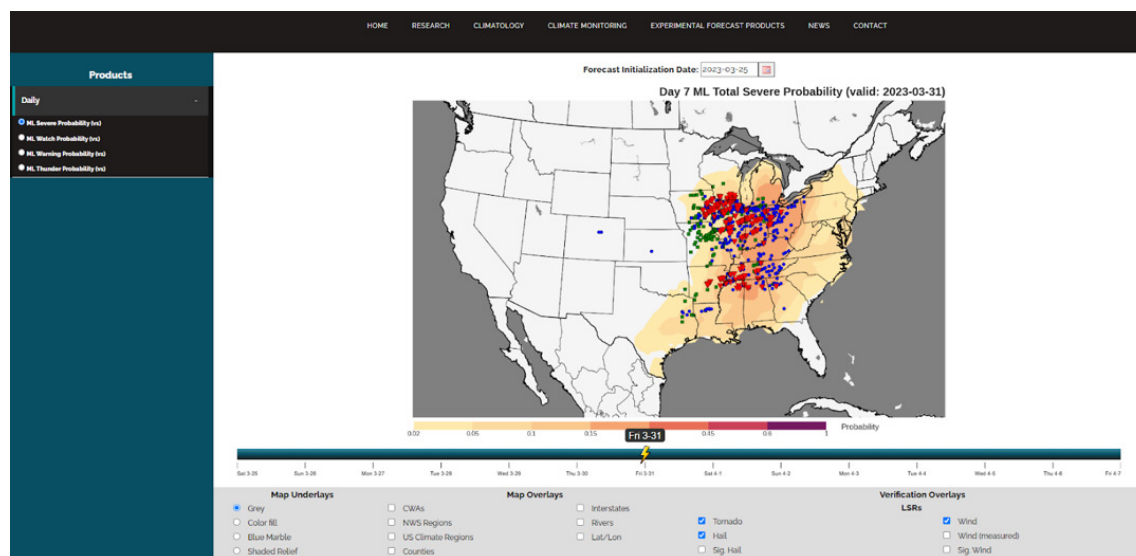 HOME RESEARCH CLIMATOLOGY CLIMATE MONITORING EXPERIMENTAL FORECAST PRODUCTS NEWS CONTACT
Products
Daily -
ML Severe Probability (v1)
ML Watch Probability (v1)
ML Warning Probability (v1)
ML Thunder Probability (v1)
Forecast Initialization Date: 2023-03-25
Day 7 ML Total Severe Probability (valid: 2023-03-31)
0.02 0.05 0.1 0.15 0.45 0.6 1 Probability
Fri 3-31
Sat 3-25 Sun 3-26 Mon 3-27 Tue 3-28 Wed 3-29 Thu 3-30 Fri 3-31 Sat 4-1 Sun 4-2 Mon 4-3 Tue 4-4 Wed 4-5 Thu 4-6 Fri 4-7
Map Underlays Map Overlays Verification Overlays
LSRs
Grey CWAs Interstates
Color fill NWS Regions Rivers Tornado Wind
Blue Marble US Climate Regions Lat/Lon Hail Wind (measured)
Shaded Relief Counties Sig. Hail Sig. Wind